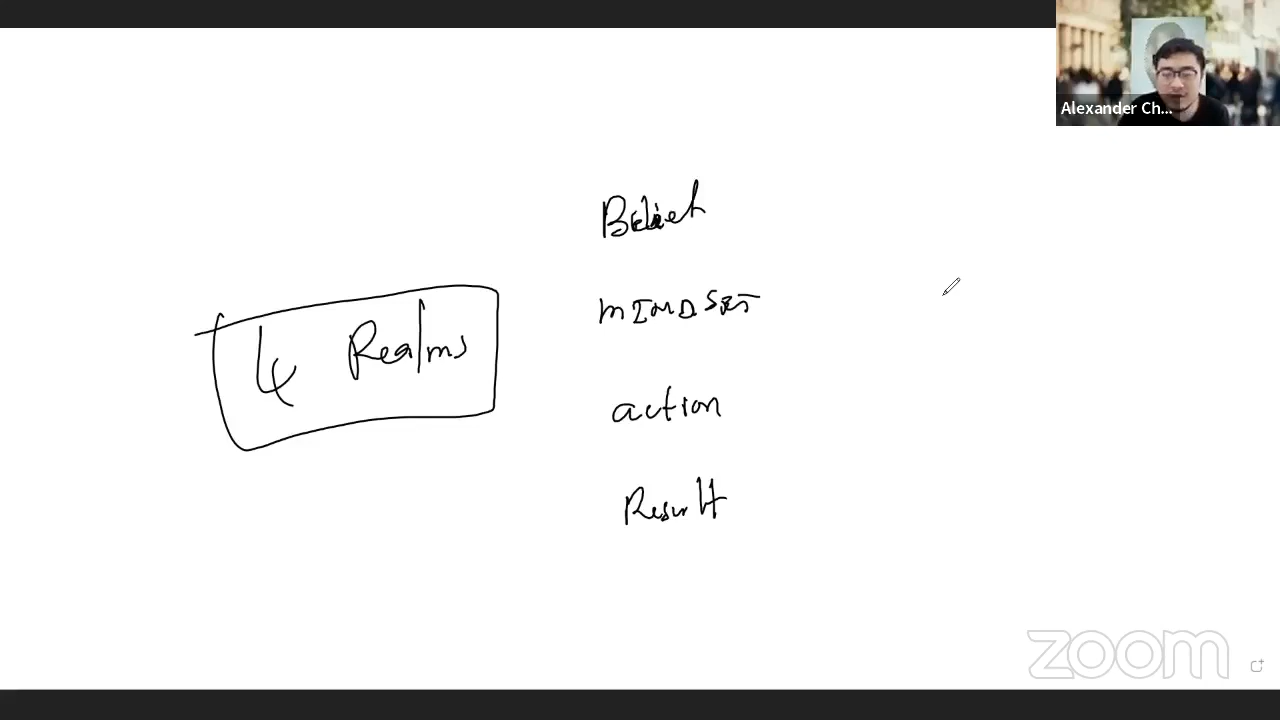 Alexander Ch...
4 Realms
Belief
MINDSET
action
Result
zoom